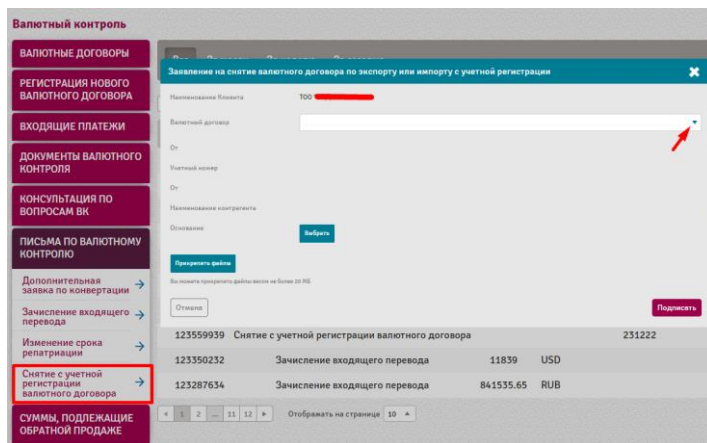 Валютный контроль
ВАЛЮТНЫЕ ДОГОВОРЫ
РЕГИСТРАЦИЯ НОВОГО
ВАЛЮТНОГО ДОГОВОРА
ВХОДЯЩИЕ ПЛАТЕЖИ
ДОКУМЕНТЫ ВАЛЮТНОГО
КОНТРОЛЯ
КОНСУЛЬТАЦИЯ ПО
ВОПРОСАМ ВК
ПИСЬМА ПО ВАЛЮТНОМУ
КОНТРОЛЮ
Дополнительная
заявка по конвертации
Зачисление входящего
перевода
Изменение срока
репатриации
Снятие с учетной
регистрации
валютного договора
СУММЫ, ПОДЛЕЖАЩИЕ
ОБРАТНОЙ ПРОДАЖЕ
Заявление на снятие валютного договора по экспорту или импорту с учетной регистрации
Наименование Клиента ТОО
Валютный договор
От
Учетный номер
От
Наименование контрагента
Основание Выбрать
Прикрепить файлы
Вы можете прикрепить файлы весом не более 20 МБ
Отмена Подписать
123559939 Снятие с учетной регистрации валютного договора 231222
123350232 Зачисление входящего перевода 11839 USD
123287634 Зачисление входящего перевода 841535.65 RUB
1 2 ... 11 12 Отображать на странице 10